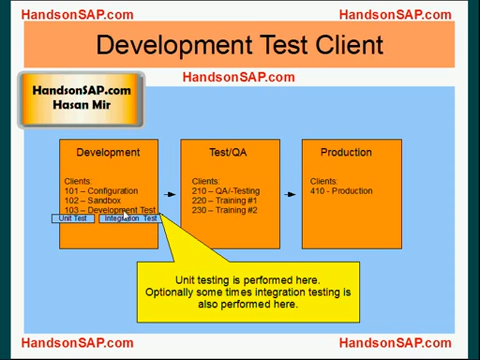 HandsonSAP.com
HandsonSAP.com
Development Test Client
HandsonSAP.com
HandsonSAP.com
Hasan Mir
Development
Clients:
101 – Configuration
102 – Sandbox
103 – Development Test
Unit Test
Integration Test
Test/QA
Clients:
210 – QA/-Testing
220 – Training #1
230 – Training #2
Production
Clients:
410 - Production
Unit testing is performed here.
Optionally some times integration testing is
also performed here.
HandsonSAP.com
HandsonSAP.com